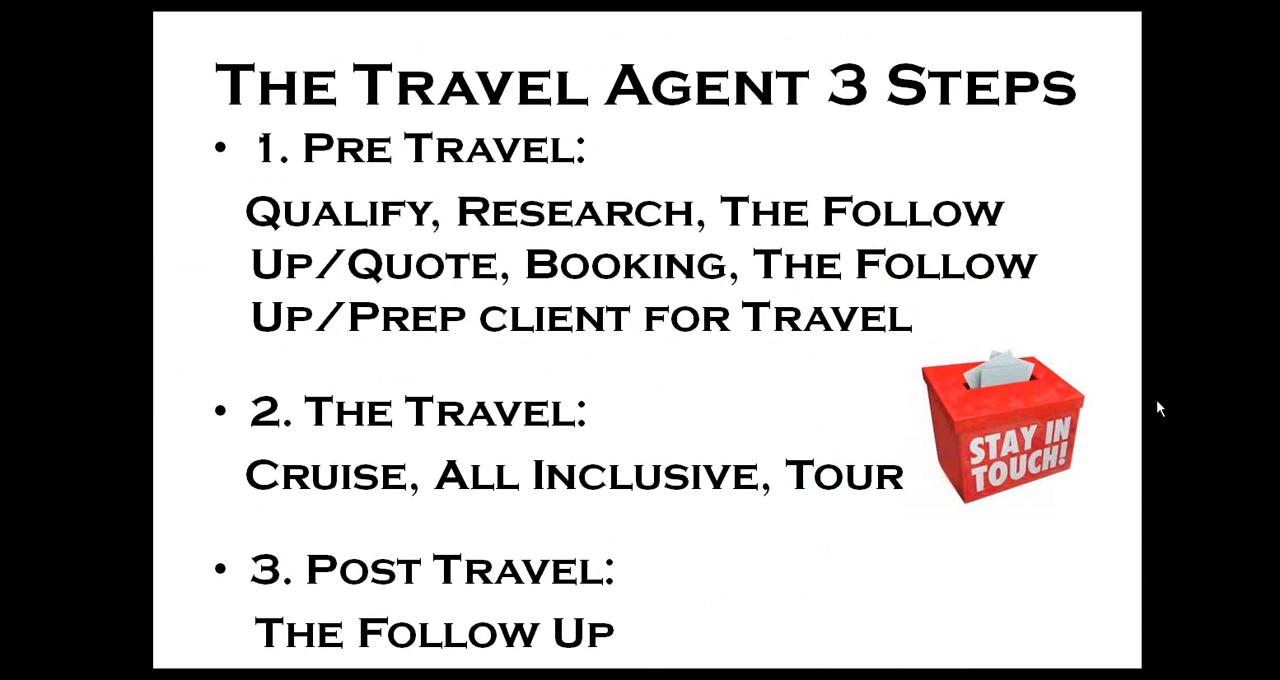 The Travel Agent 3 Steps
• 1. Pre Travel:
Qualify, Research, The Follow
Up/Quote, Booking, The Follow
Up/Prep client for Travel
• 2. The Travel:
Cruise, All Inclusive, Tour
STAY IN
TOUCH!
• 3. Post Travel:
The Follow Up